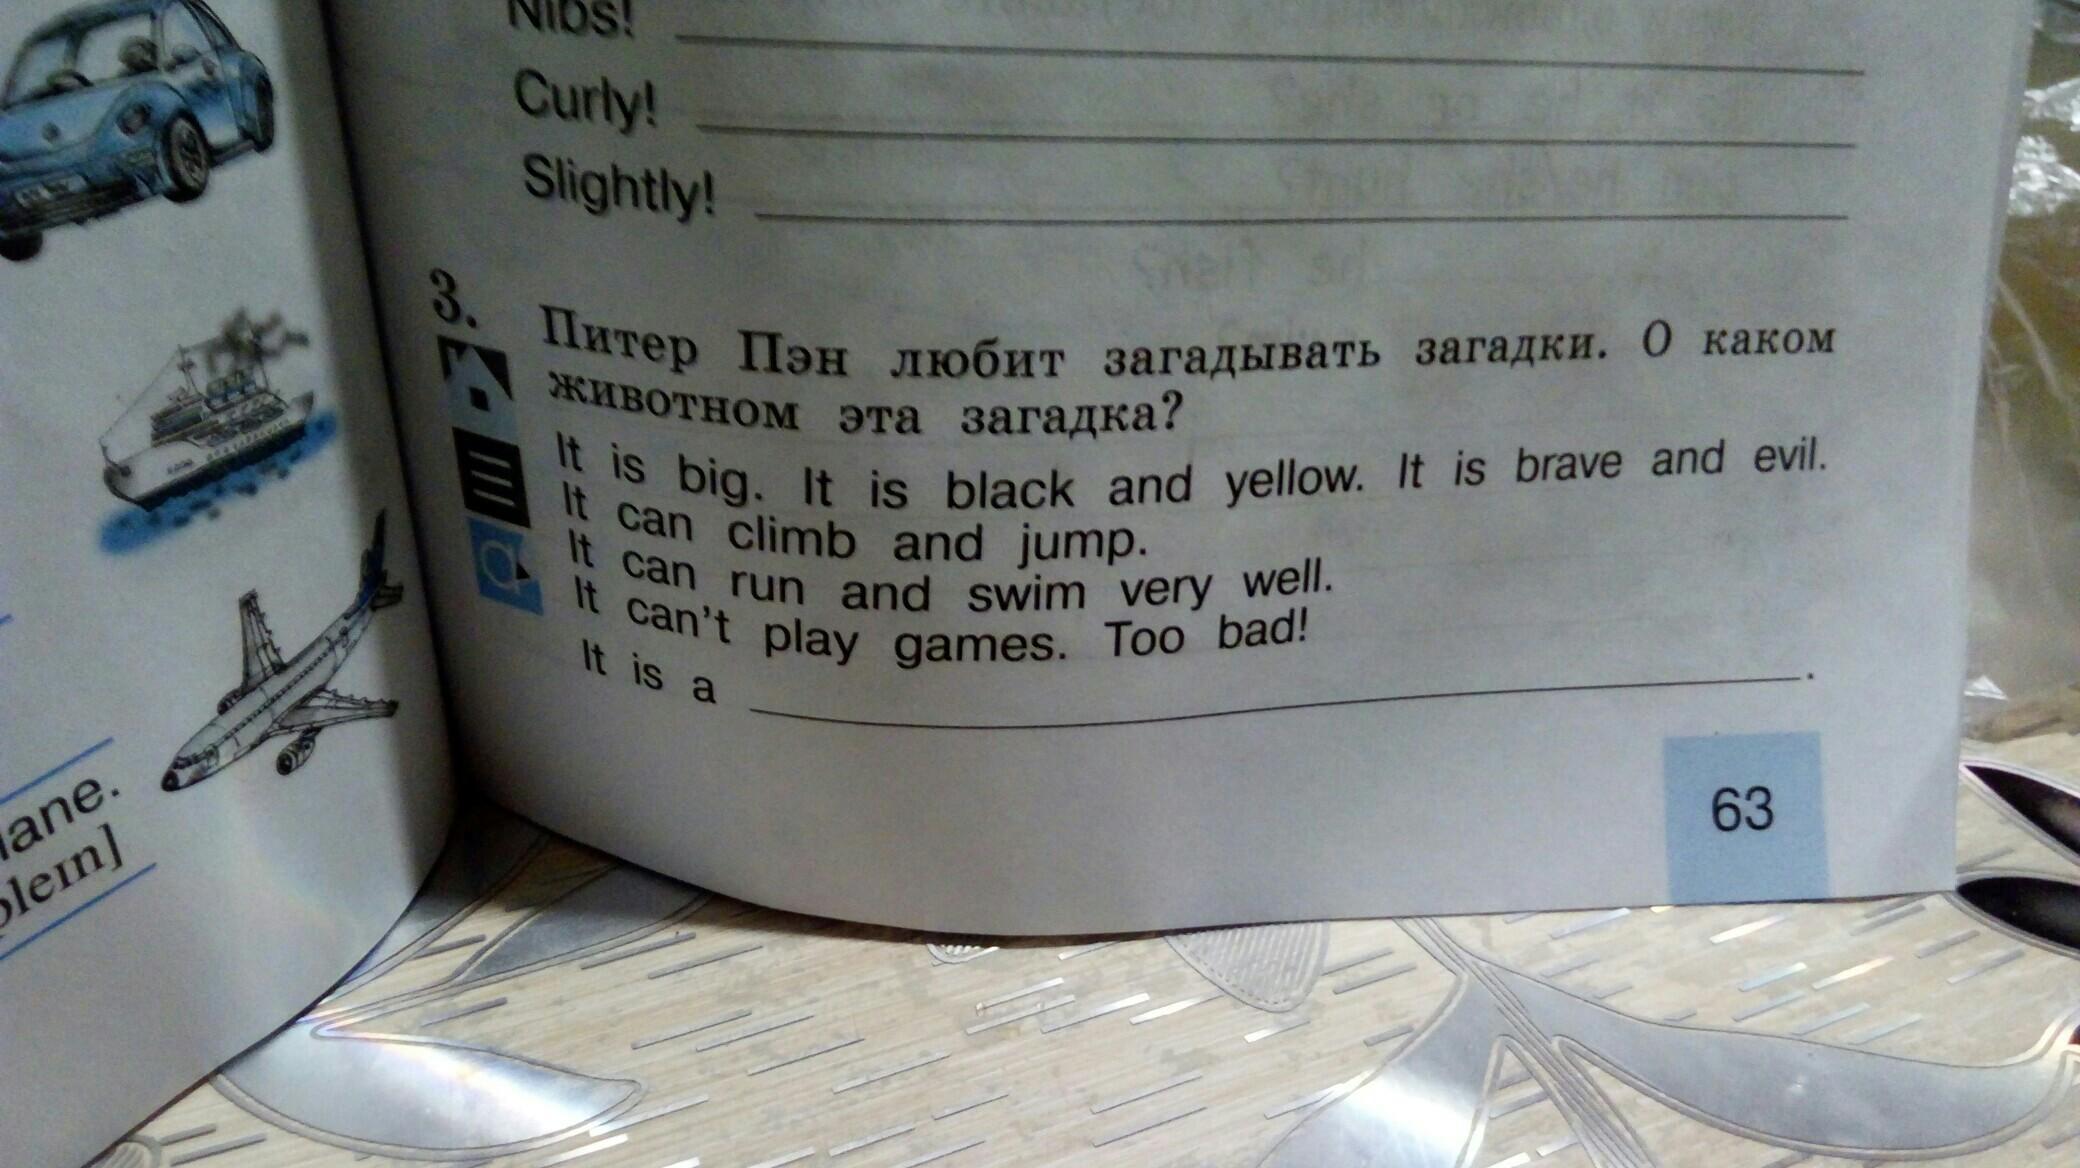 Nibs!
Curly!
Slightly!
3. Питер Пэн любит загадывать загадки. О каком
животном эта загадка?
It is big. It is black and yellow. It is brave and evil.
It can climb and jump.
It can run and swim very well.
It can't play games. Too bad!
It is a .
63
lane.
pleɪn]